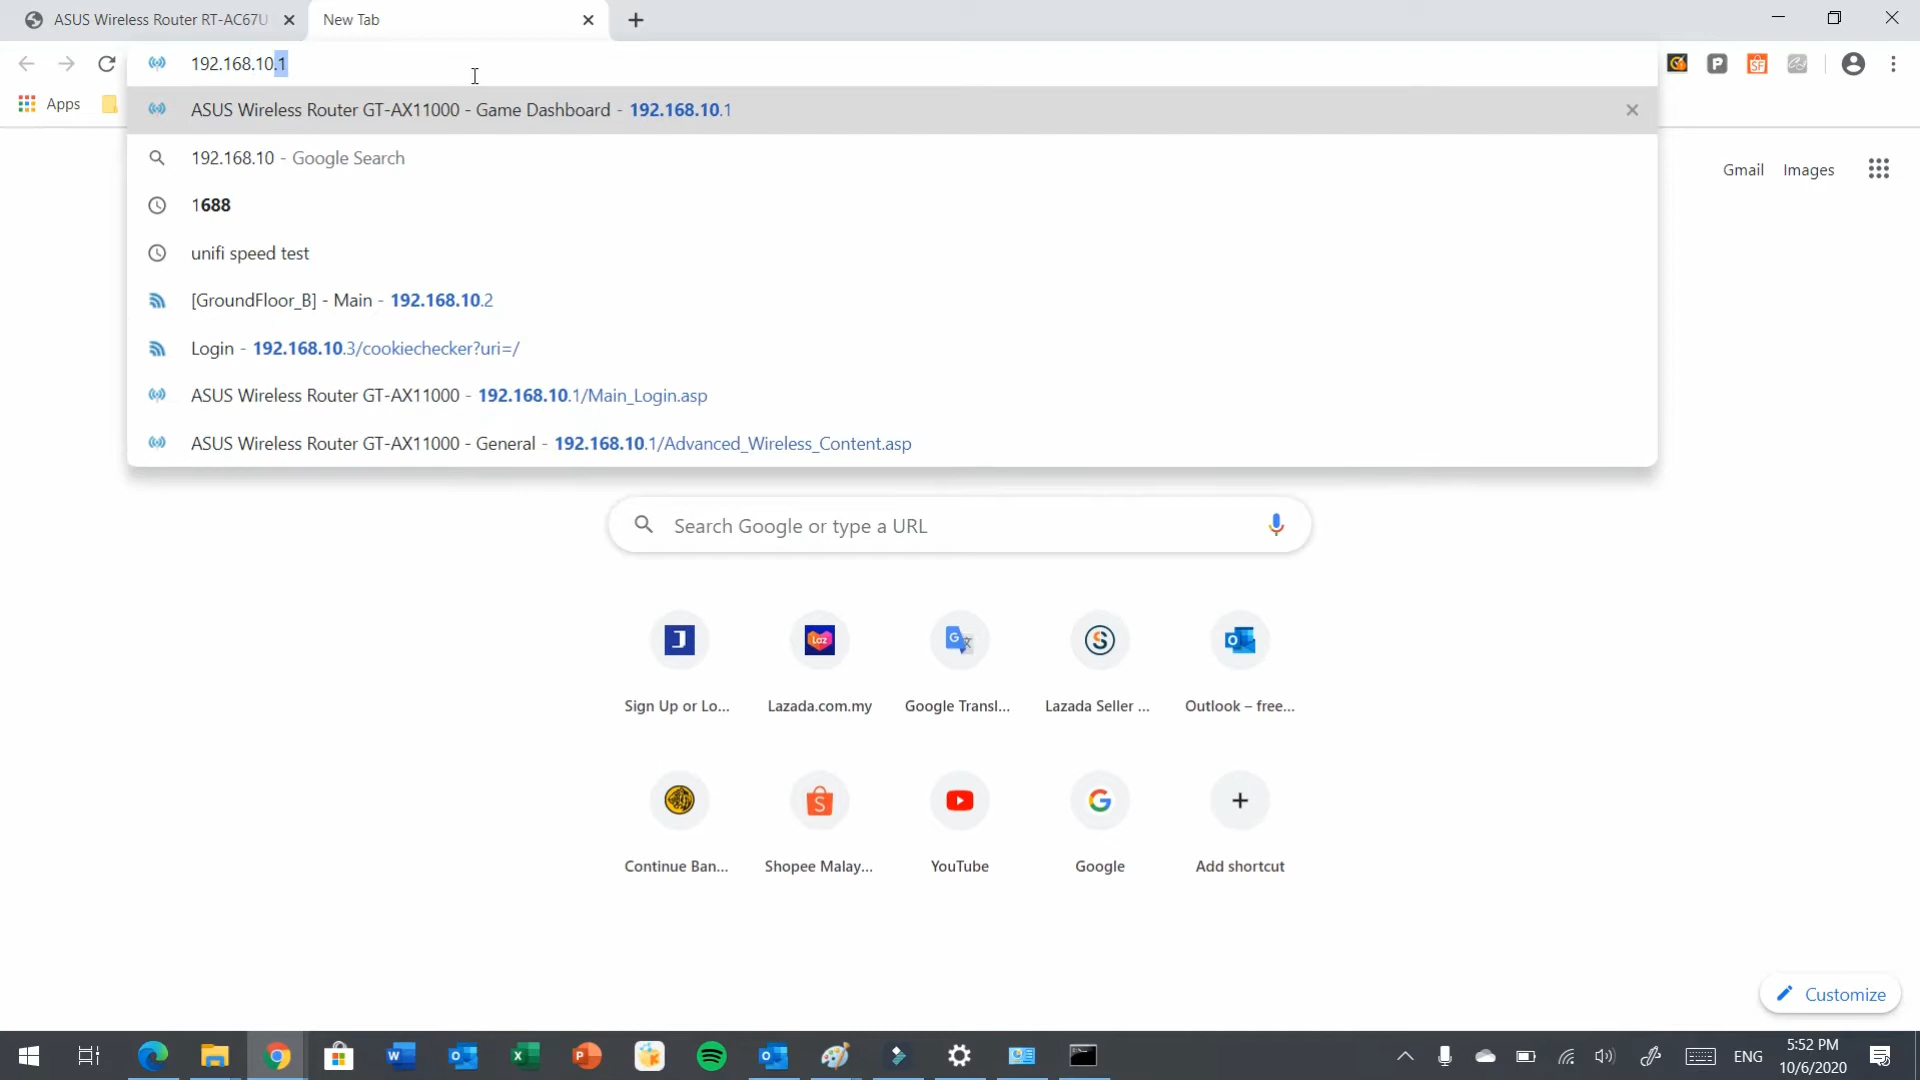 ASUS Wireless Router RT-AC67U
New Tab
192.168.10.1
P
SF
Apps
ASUS Wireless Router GT-AX11000 - Game Dashboard - 192.168.10.1
192.168.10 - Google Search
Gmail
Images
1688
unifi speed test
[GroundFloor_B] - Main - 192.168.10.2
Login - 192.168.10.3/cookiechecker?uri=/
ASUS Wireless Router GT-AX11000 - 192.168.10.1/Main_Login.asp
ASUS Wireless Router GT-AX11000 - General - 192.168.10.1/Advanced_Wireless_Content.asp
Search Google or type a URL
Sign Up or Lo...
Lazada.com.my
Google Transl...
Lazada Seller ...
Outlook – free...
Continue Ban...
Shopee Malay...
YouTube
Google
Add shortcut
Customize
ENG
5:52 PM
10/6/2020